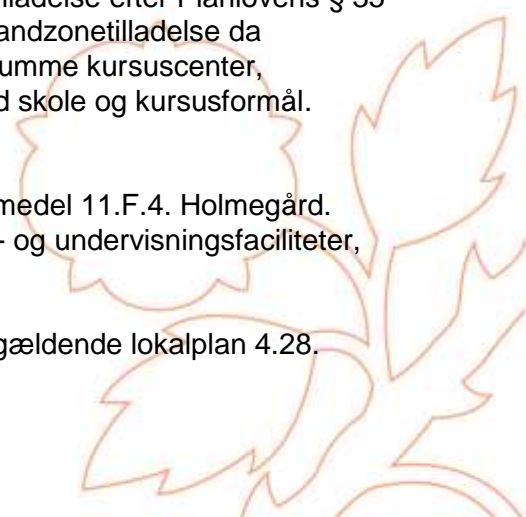 nlladelse efter Planlovens § 35
andzonetilladelse da
umme kursuscenter,
d skole og kursusformål.
medel 11.F.4. Holmegård.
- og undervisningsfaciliteter,
gældende lokalplan 4.28.